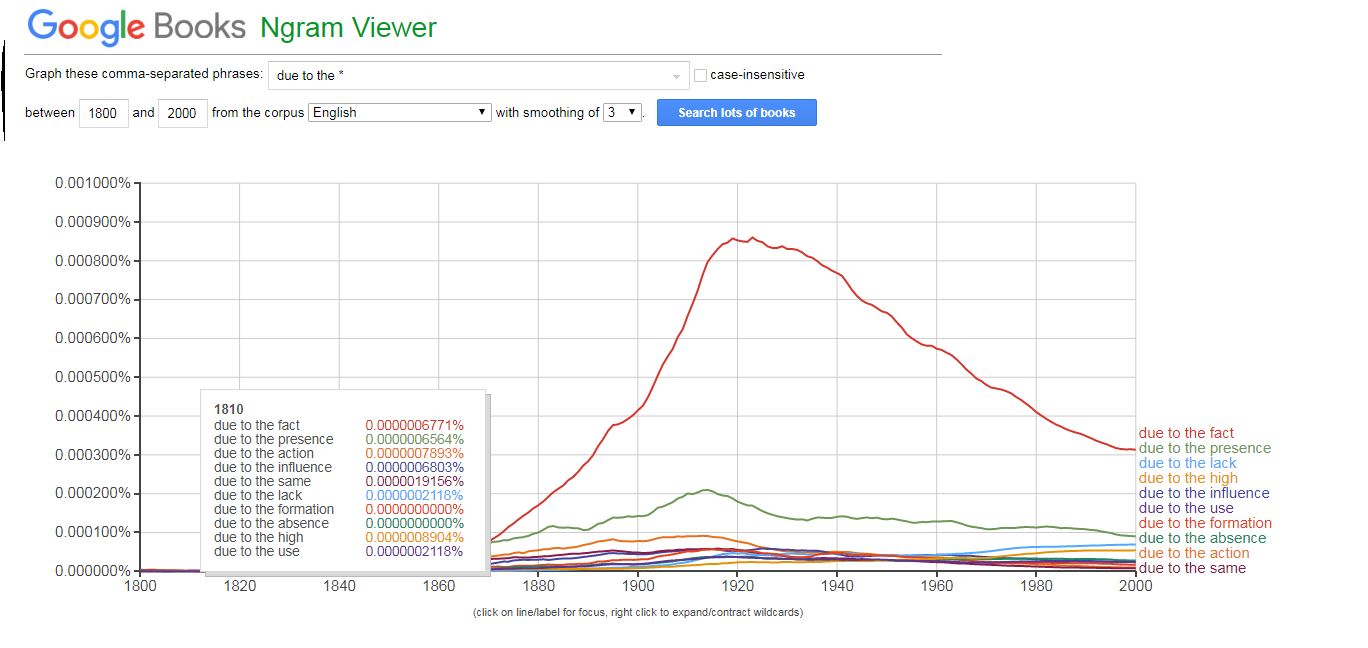 Google Books Ngram Viewer
Graph these comma-separated phrases: due to the * case-insensitive
between 1800 and 2000 from the corpus English with smoothing of 3 . Search lots of books
0.001000%
0.000900%
0.000800%
0.000700%
0.000600%
0.000500%
0.000400%
0.000300%
0.000200%
0.000100%
0.000000%
1810
due to the fact 0.0000006771%
due to the presence 0.0000006564%
due to the action 0.0000007893%
due to the influence 0.0000006803%
due to the same 0.0000019156%
due to the lack 0.0000002118%
due to the formation 0.0000000000%
due to the absence 0.0000000000%
due to the high 0.0000008904%
due to the use 0.0000002118%
due to the fact
due to the presence
due to the lack
due to the high
due to the influence
due to the use
due to the formation
due to the absence
due to the action
due to the same
1800 1820 1840 1860 1880 1900 1920 1940 1960 1980 2000
(click on line/label for focus, right click to expand/contract wildcards)